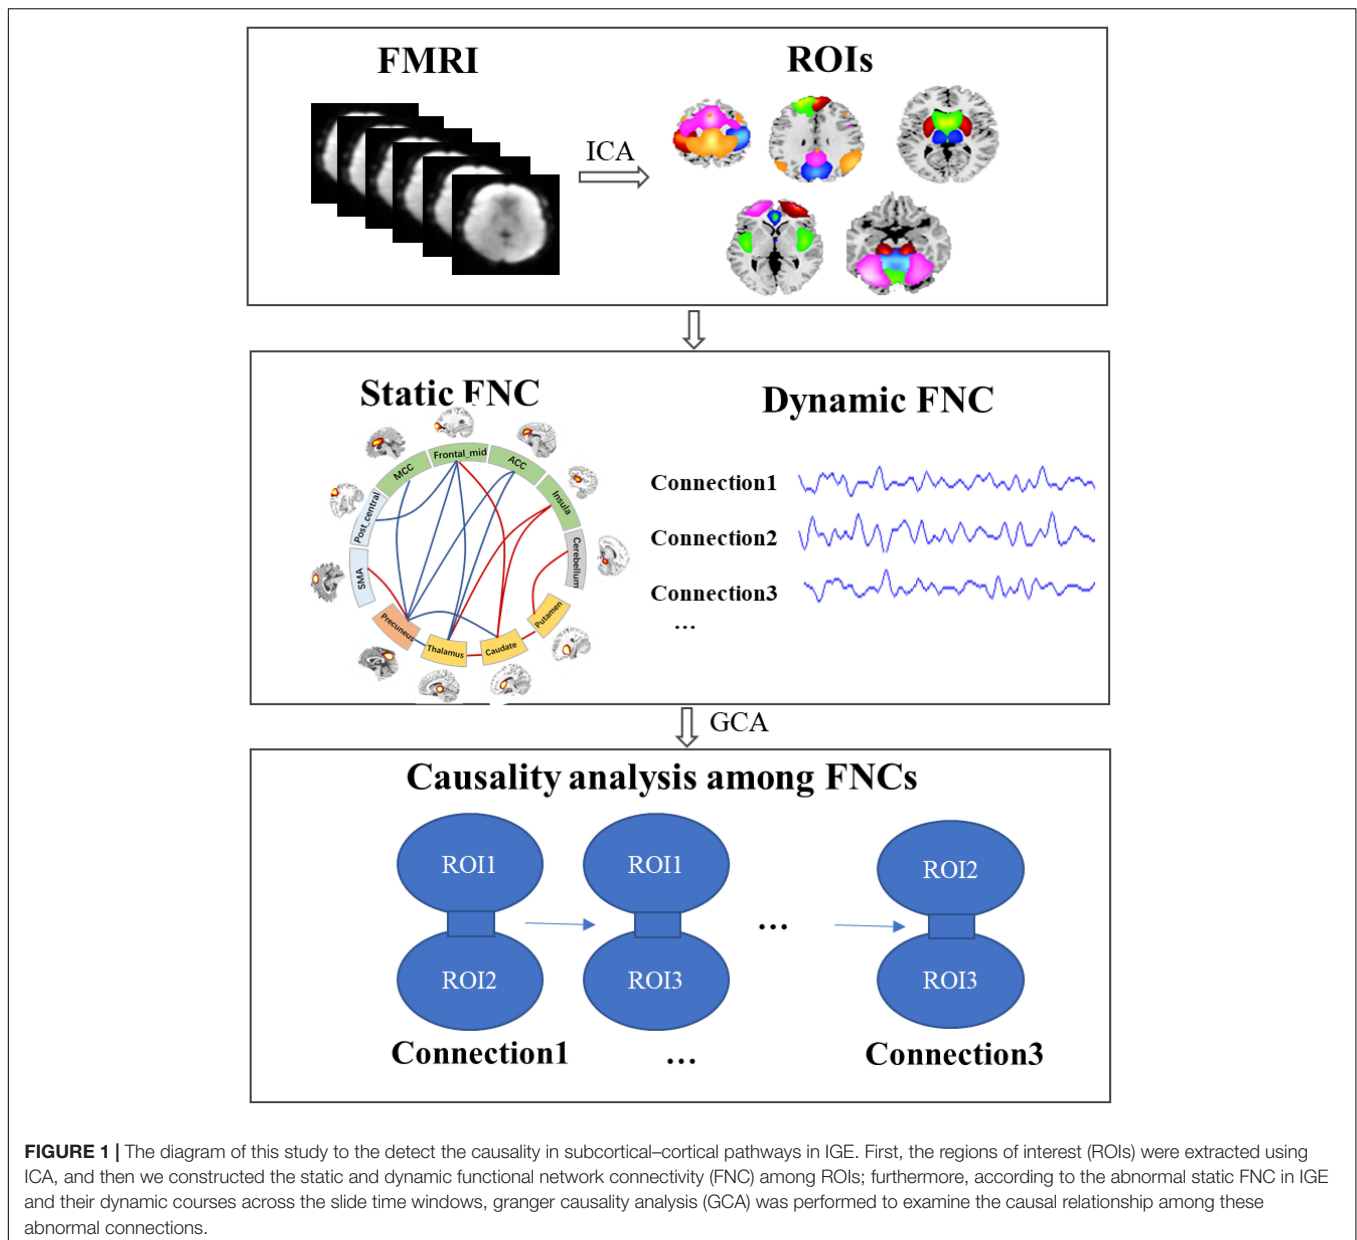 FMRI
ROIs
ICA
Static FNC
Dynamic FNC
MCC
Frontal_mid
ACC
Insula
Post_central
Cerebellum
SMA
Putamen
Precuneus
Thalamus
Caudate
Connection1
Connection2
Connection3
...
GCA
Causality analysis among FNCs
ROI1
ROI1
ROI2
...
ROI2
ROI3
ROI3
Connection1
...
Connection3
FIGURE 1 | The diagram of this study to the detect the causality in subcortical–cortical pathways in IGE. First, the regions of interest (ROIs) were extracted using
ICA, and then we constructed the static and dynamic functional network connectivity (FNC) among ROIs; furthermore, according to the abnormal static FNC in IGE
and their dynamic courses across the slide time windows, granger causality analysis (GCA) was performed to examine the causal relationship among these
abnormal connections.